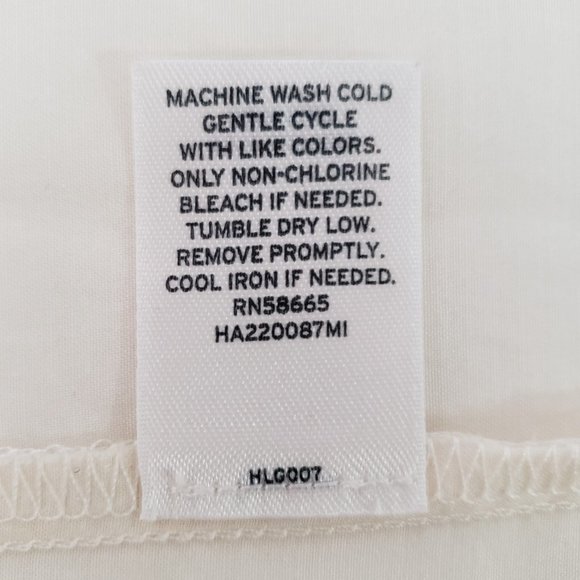 MACHINE WASH COLD
GENTLE CYCLE
WITH LIKE COLORS.
ONLY NON-CHLORINE
BLEACH IF NEEDED.
TUMBLE DRY LOW.
REMOVE PROMPTLY.
COOL IRON IF NEEDED.
RN58665
HA220087MI
HLG007